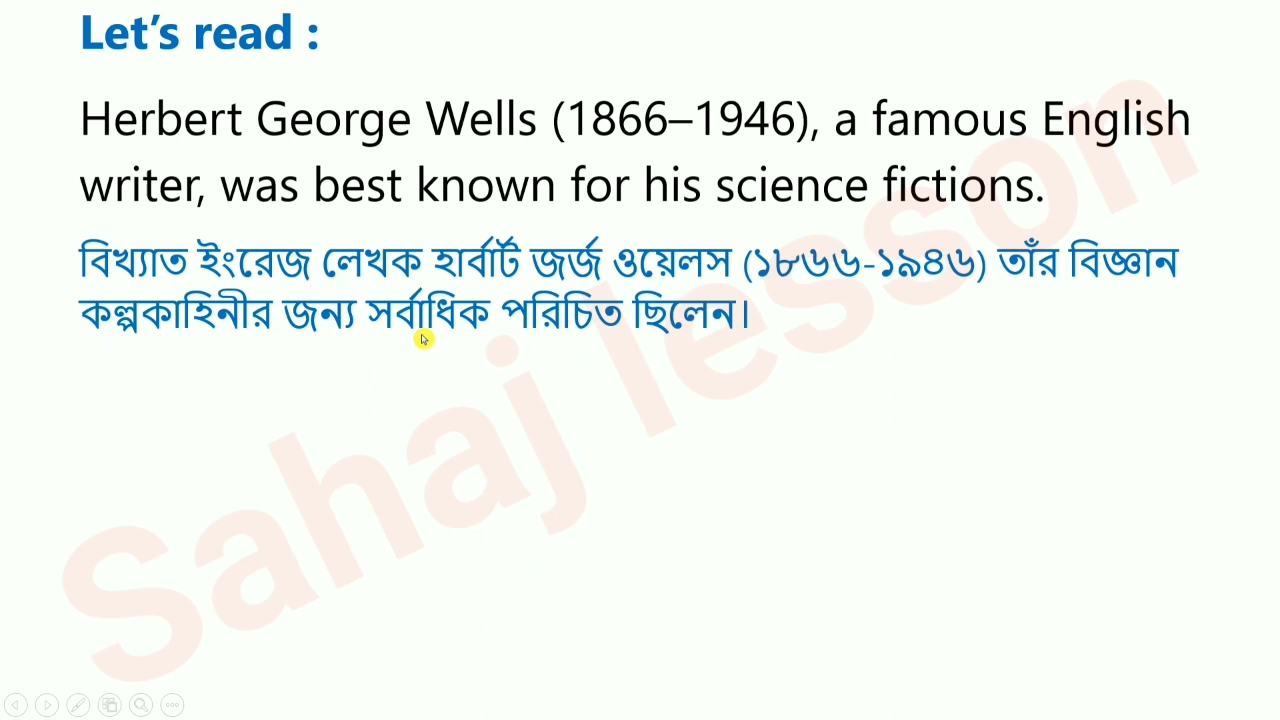 Let’s read :
Herbert George Wells (1866–1946), a famous English
writer, was best known for his science fictions.
বিখ্যাত ইংরেজ লেখক হার্বার্ট জর্জ ওয়েলস (১৮৬৬-১৯৪৬) তাঁর বিজ্ঞান
কল্পকাহিনীর জন্য সর্বাধিক পরিচিত ছিলেন।
Sahaj lesson